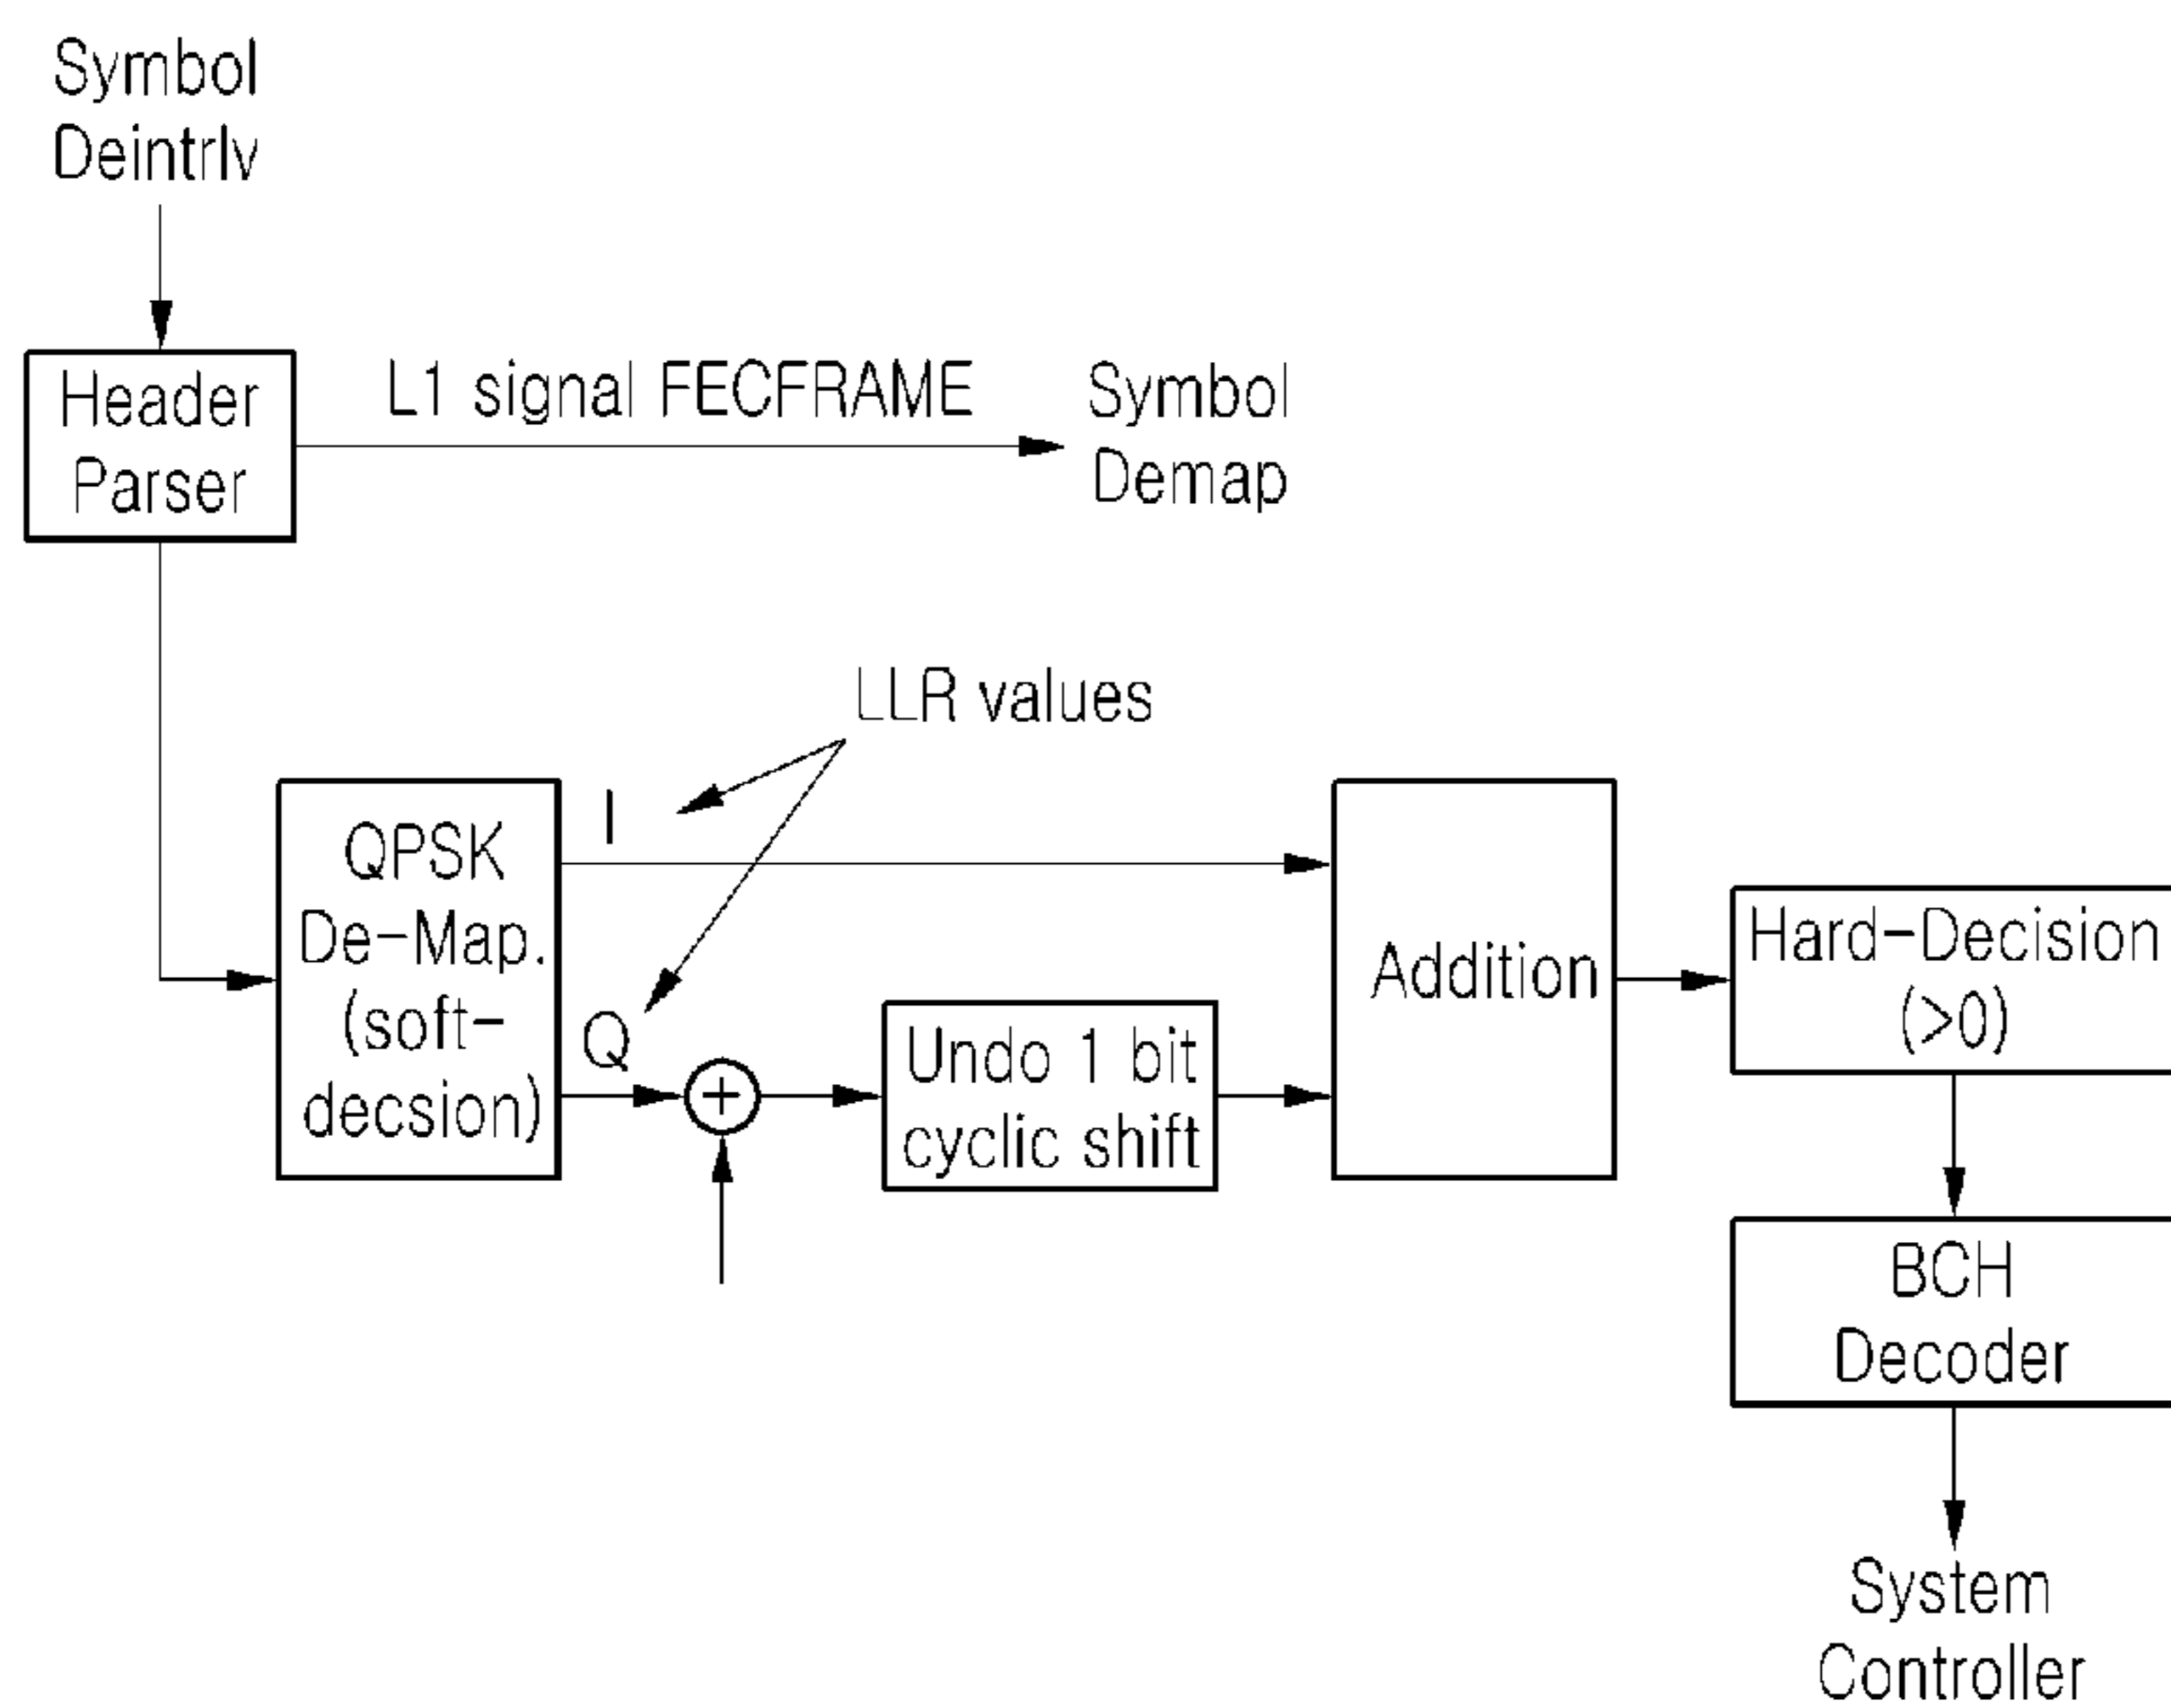 Symbol
Deintrlv
Header
Parser
L1 signal FECFRAME
Symbol
Demap
LLR values
I
QPSK
De-Map.
(soft-
decsion)
Q
+
Undo 1 bit
cyclic shift
Addition
Hard-Decision
(>0)
BCH
Decoder
System
Controller